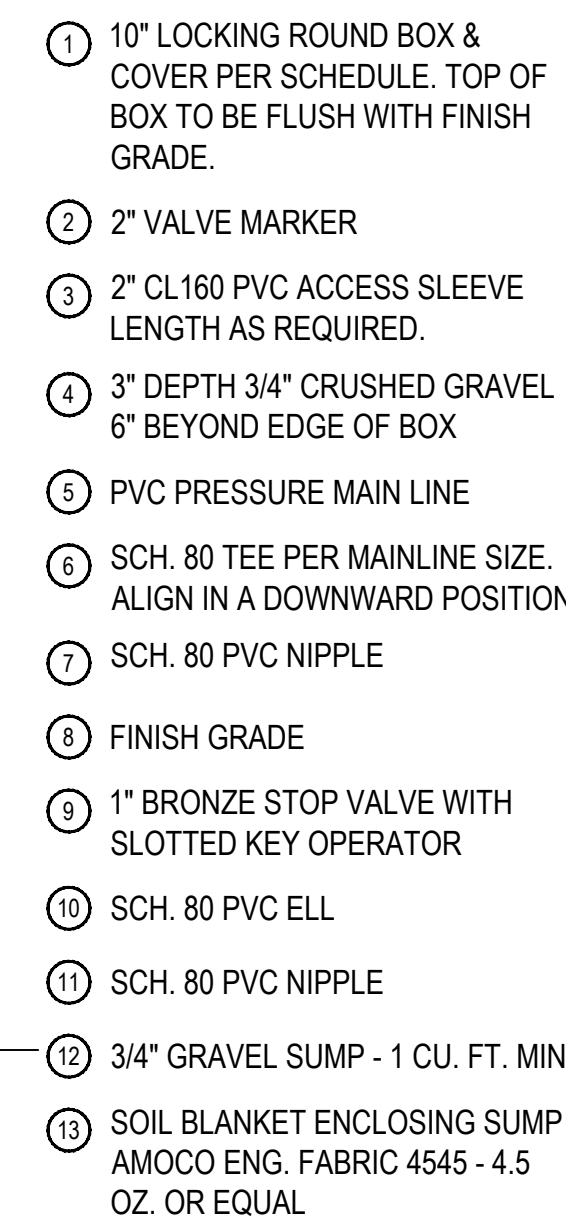 1 10" LOCKING ROUND BOX &
COVER PER SCHEDULE. TOP OF
BOX TO BE FLUSH WITH FINISH
GRADE.
2 2" VALVE MARKER
3 2" CL160 PVC ACCESS SLEEVE
LENGTH AS REQUIRED.
4 3" DEPTH 3/4" CRUSHED GRAVEL
6" BEYOND EDGE OF BOX
5 PVC PRESSURE MAIN LINE
6 SCH. 80 TEE PER MAINLINE SIZE.
ALIGN IN A DOWNWARD POSITION
7 SCH. 80 PVC NIPPLE
8 FINISH GRADE
9 1" BRONZE STOP VALVE WITH
SLOTTED KEY OPERATOR
10 SCH. 80 PVC ELL
11 SCH. 80 PVC NIPPLE
12 3/4" GRAVEL SUMP - 1 CU. FT. MIN
13 SOIL BLANKET ENCLOSING SUMP
AMOCO ENG. FABRIC 4545 - 4.5
OZ. OR EQUAL